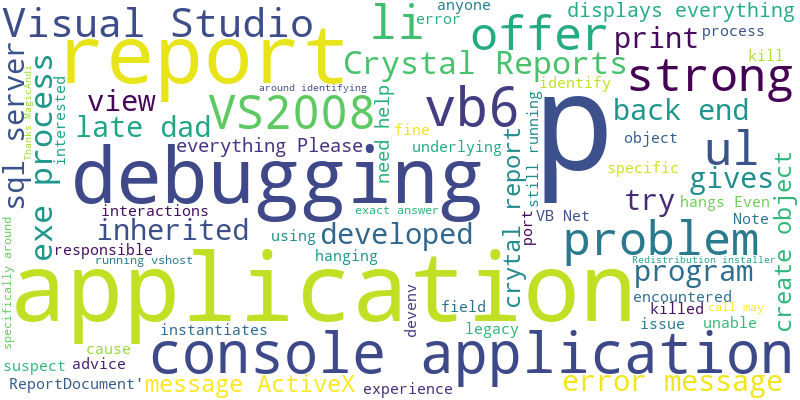 Visual Studio
report
li
offer
anyone
error
displays everything
print
process
kill
Crystal Reports
strong
around identifying
identify
sql server
Thanks MagicAndi
interested
exe process
view
VS2008
late dad
need help
vb6
fine
still running
p
back end
object
ul
everything Please
underlying
specific
gives
create object
debugging
crytal report
try
hangs Even
interactions
exact answer
port
VB Net
Note
inherited
using
developed
problem
responsible
running vshost
hanging
Redistribution installer
program
specifically around
application
devenv
field
encountered
killed
call may
instantiates
legacy
issue
unable
cause
console application
suspect
advice
ReportDocument'
message ActiveX
experience
error message